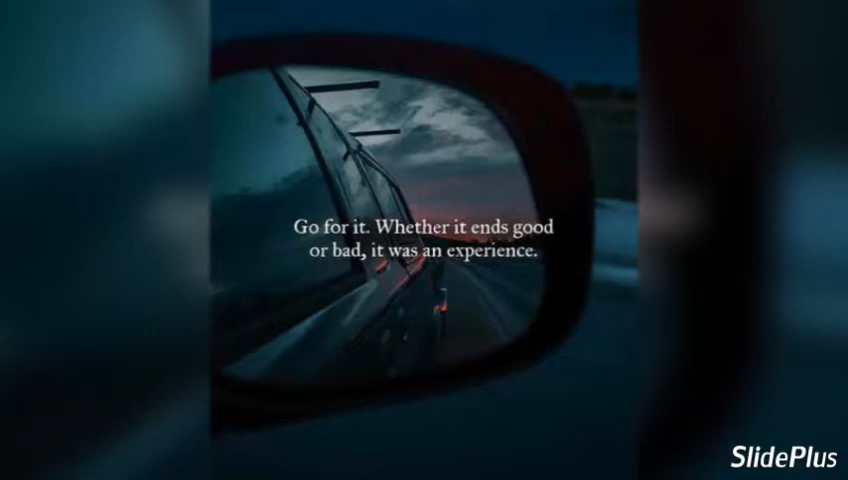 Go for it. Whether it ends good
or bad, it was an experience.
SlidePlus